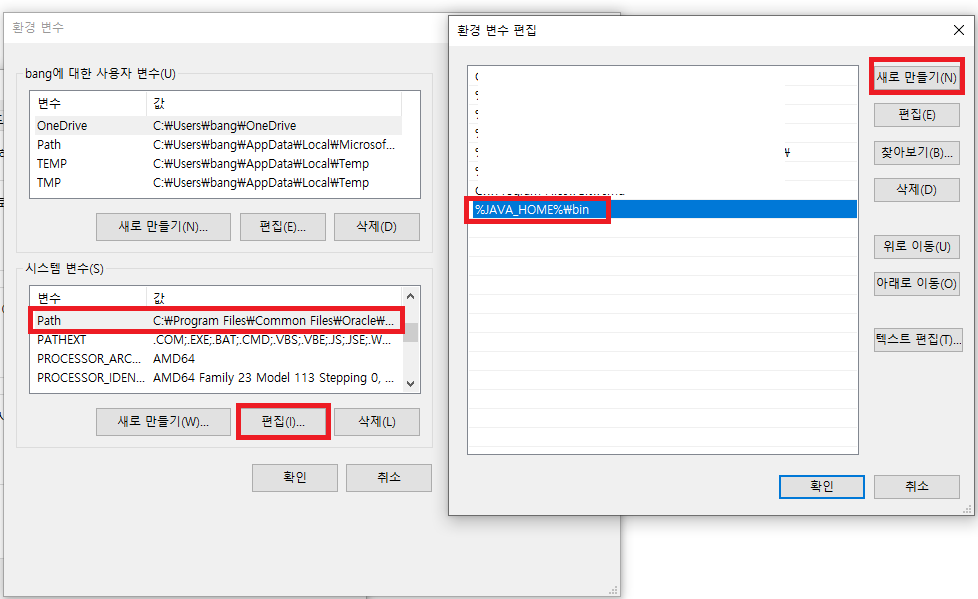 환경 변수
bang에 대한 사용자 변수(U)
변수 값
OneDrive C:₩Users₩bang₩OneDrive
Path C:₩Users₩bang₩AppData₩Local₩Microsof...
TEMP C:₩Users₩bang₩AppData₩Local₩Temp
TMP C:₩Users₩bang₩AppData₩Local₩Temp
새로 만들기(N)... 편집(E)... 삭제(D)
시스템 변수(S)
변수 값
Path C:₩Program Files₩Common Files₩Oracle₩...
PATHEXT .COM;.EXE;.BAT;.CMD;.VBS;.VBE;.JS;.JSE;.W...
PROCESSOR_ARC... AMD64
PROCESSOR_IDEN... AMD64 Family 23 Model 113 Stepping 0, ...
새로 만들기(W)... 편집(I)... 삭제(L)
확인 취소
환경 변수 편집
%JAVA_HOME%₩bin
새로 만들기(N)
편집(E)
찾아보기(B)...
삭제(D)
위로 이동(U)
아래로 이동(O)
텍스트 편집(T)...
확인 취소